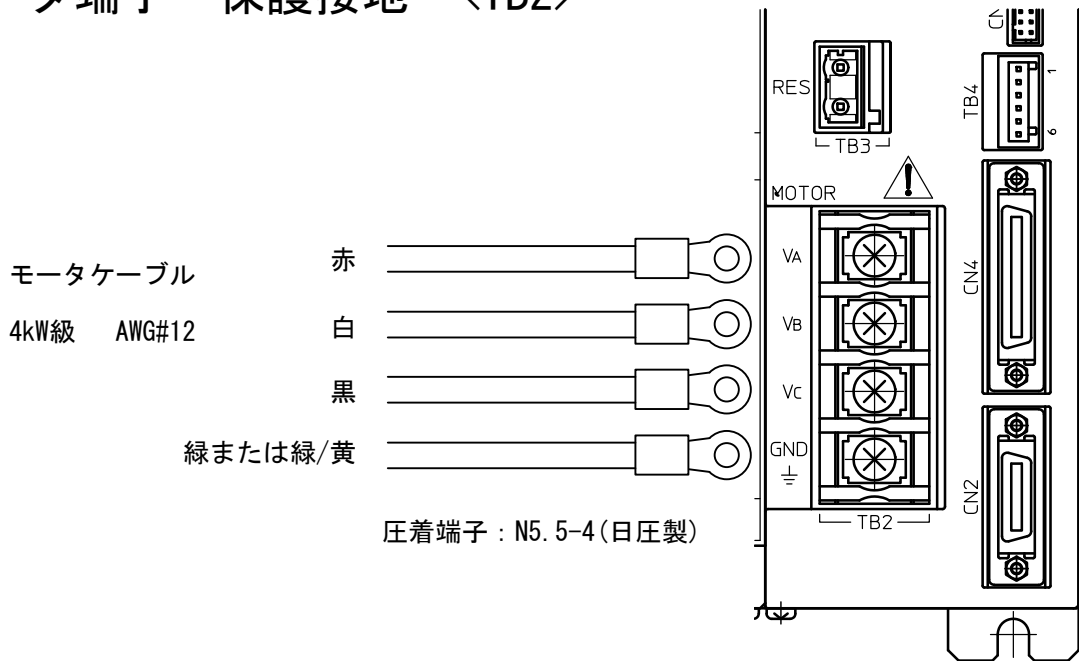 タ端子 保護接地 <TB2>
CN
RES
TB3
TB4
1
6
MOTOR
モータケーブル
4kW級 AWG#12
赤
白
黒
緑または緑/黄
VA
VB
VC
GND
TB2
CN4
CN2
圧着端子：N5.5-4(日圧製)